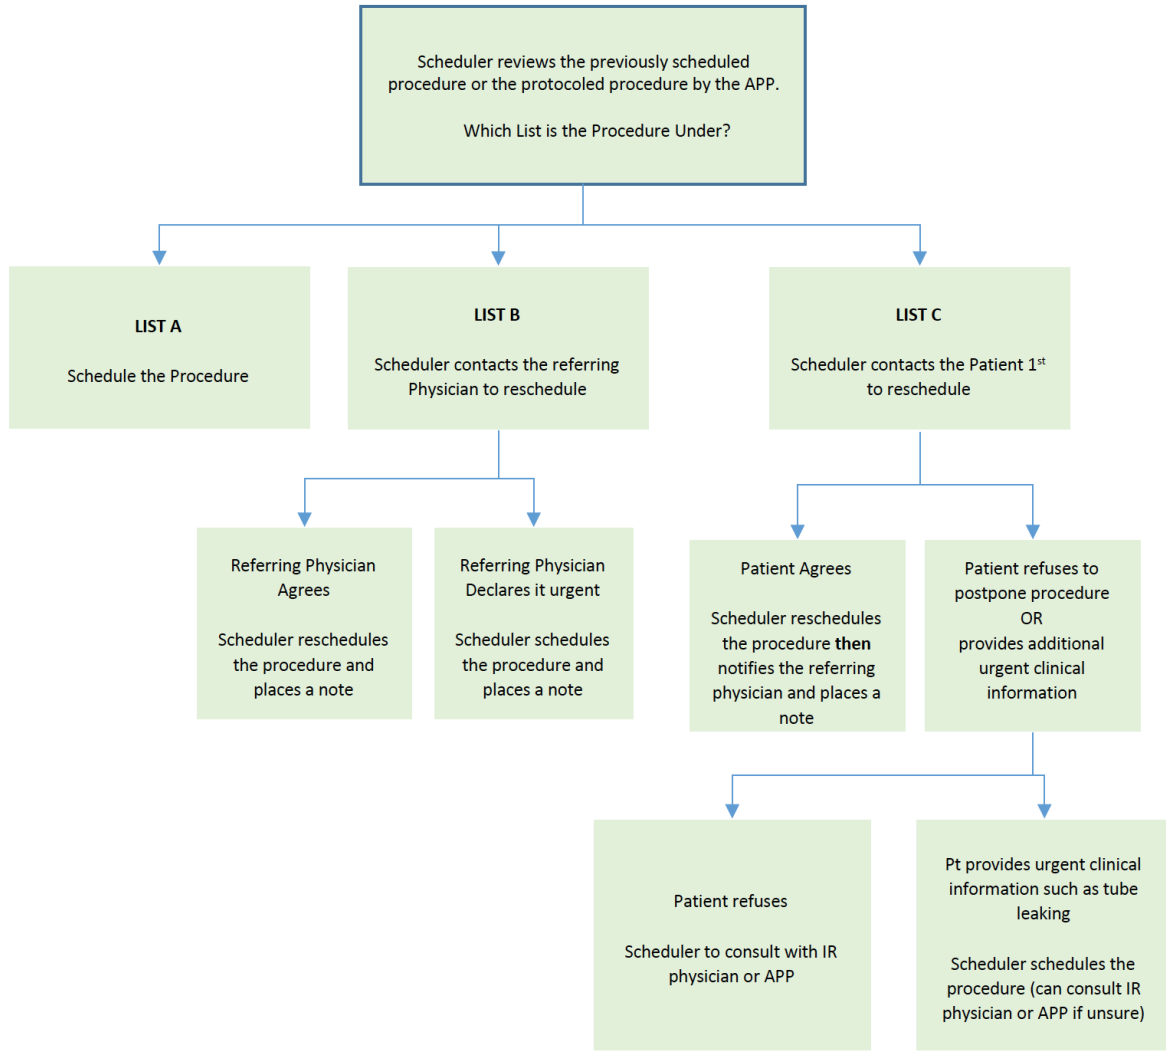 Scheduler reviews the previously scheduled
procedure or the protocoled procedure by the APP.
Which List is the Procedure Under?
LIST A
Schedule the Procedure
LIST B
Scheduler contacts the referring
Physician to reschedule
LIST C
Scheduler contacts the Patient 1st
to reschedule
Referring Physician
Agrees
Scheduler reschedules
the procedure and
places a note
Referring Physician
Declares it urgent
Scheduler schedules
the procedure and
places a note
Patient Agrees
Scheduler reschedules
the procedure then
notifies the referring
physician and places a
note
Patient refuses to
postpone procedure
OR
provides additional
urgent clinical
information
Patient refuses
Scheduler to consult with IR
physician or APP
Pt provides urgent clinical
information such as tube
leaking
Scheduler schedules the
procedure (can consult IR
physician or APP if unsure)